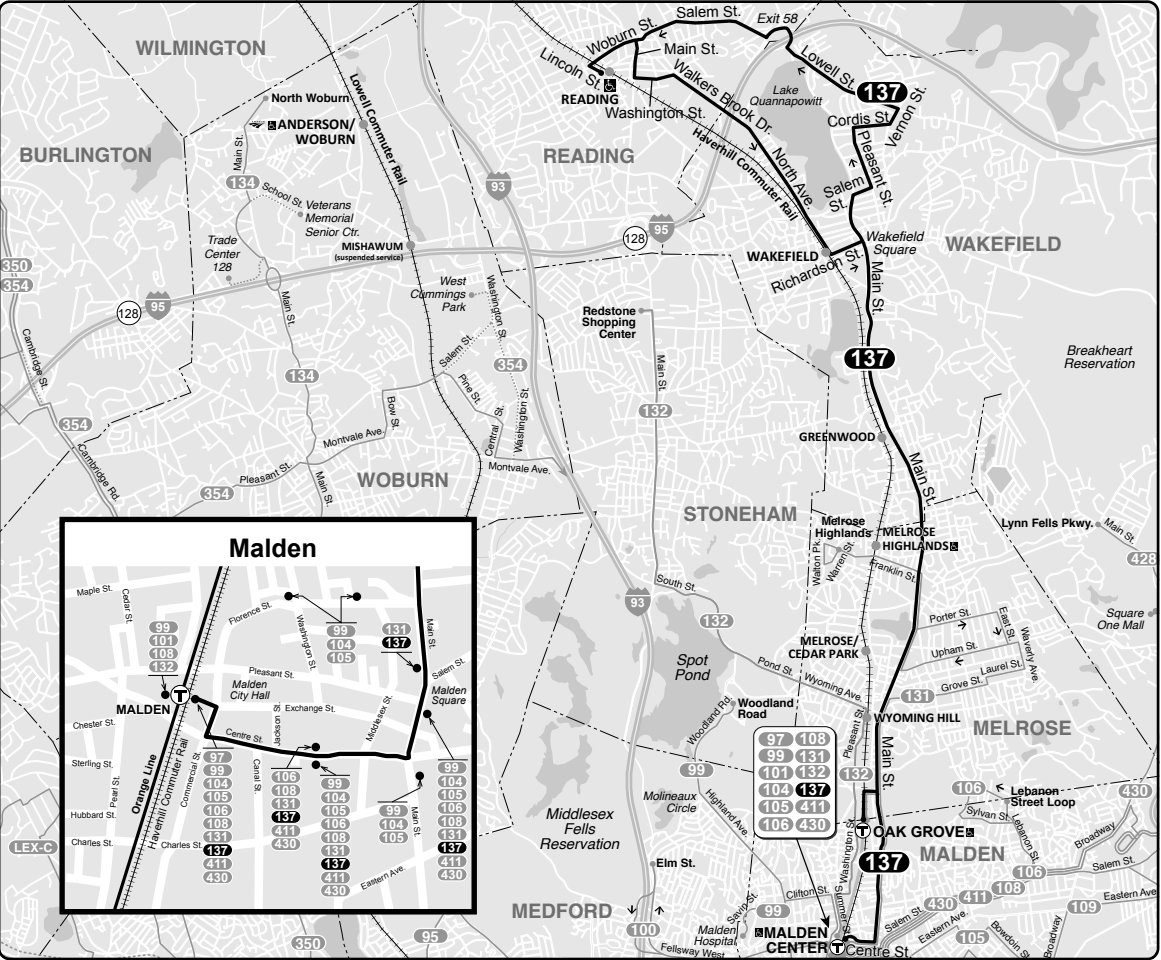 Salem St.
Exit 58
Woburn St.
WILMINGTON
Main St.
Lowell St.
Lincoln St.
Walkers Brook Dr.
Lake
Quannapowitt
137
READING
Washington St.
Cordis St.
Vernon St.
North Woburn
Lowell Commuter Rail
ANDERSON/
WOBURN
Main St.
BURLINGTON
READING
Haverhill Commuter Rail
North Ave.
Pleasant St.
Salem
St.
134
School St.
93
Veterans
Memorial
Senior Ctr.
Trade
Center
128
MISHAWUM
(suspended service)
128
95
WAKEFIELD
Wakefield
Square
WAKEFIELD
Richardson St.
350
354
West
Cummings
Park
Washington St.
Main St.
128
95
Main St.
Redstone
Shopping
Center
Cambridge St.
Salem St.
354
137
Breakheart
Reservation
134
Pine St.
Main St.
Bow St.
Washington St.
Central St.
132
354
Montvale Ave.
GREENWOOD
Cambridge Rd.
Pleasant St.
Montvale Ave.
Main St.
354
Main St.
WOBURN
STONEHAM
Melrose
Highlands
MELROSE
HIGHLANDS
Lynn Fells Pkwy.
Main St.
428
Walton Pk.
Warren St.
Franklin St.
South St.
93
132
Porter St.
East St.
Waverly Ave.
Square
One Mall
MELROSE/
CEDAR PARK
Upham St.
Laurel St.
Spot
Pond
Pond St.
Wyoming Ave.
Grove St.
131
Woodland Rd.
Woodland
Road
WYOMING HILL
MELROSE
Pleasant St.
Main St.
97 108
99 131
101 132
104 137
105 411
106 430
132
99
106
Lebanon
Street Loop
430
Molineaux
Circle
Highland Ave.
Sylvan St.
Lebanon St.
Broadway
Middlesex
Fells
Reservation
Washington St.
T OAK GROVE
MALDEN
Salem St.
137
Elm St.
106
108
Eastern Ave.
Clifton St.
Summer St.
411
430
109
MEDFORD
Savin St.
99
Salem St.
Eastern Ave.
Malden
Hospital
MALDEN
CENTER
T
105
Bowdoin St.
Broadway
100
Fellsway West
Centre St.
LEX-C
350
95
Malden
Maple St.
Cedar St.
Florence St.
Washington St.
Main St.
99
101
108
132
99
104
105
131
137
Pleasant St.
Salem St.
Malden
City Hall
Malden
Square
MALDEN
T
Exchange St.
Middlesex St.
Jackson St.
Chester St.
Centre St.
Sterling St.
Orange Line
Haverhill Commuter Rail
Commercial St.
Canal St.
Pearl St.
Hubbard St.
Charles St.
Charles St.
Main St.
Eastern Ave.
97
99
104
105
106
108
131
137
411
430
106
108
131
137
411
430
99
104
105
106
108
131
137
411
430
99
104
105
99
104
105
106
108
131
137
411
430